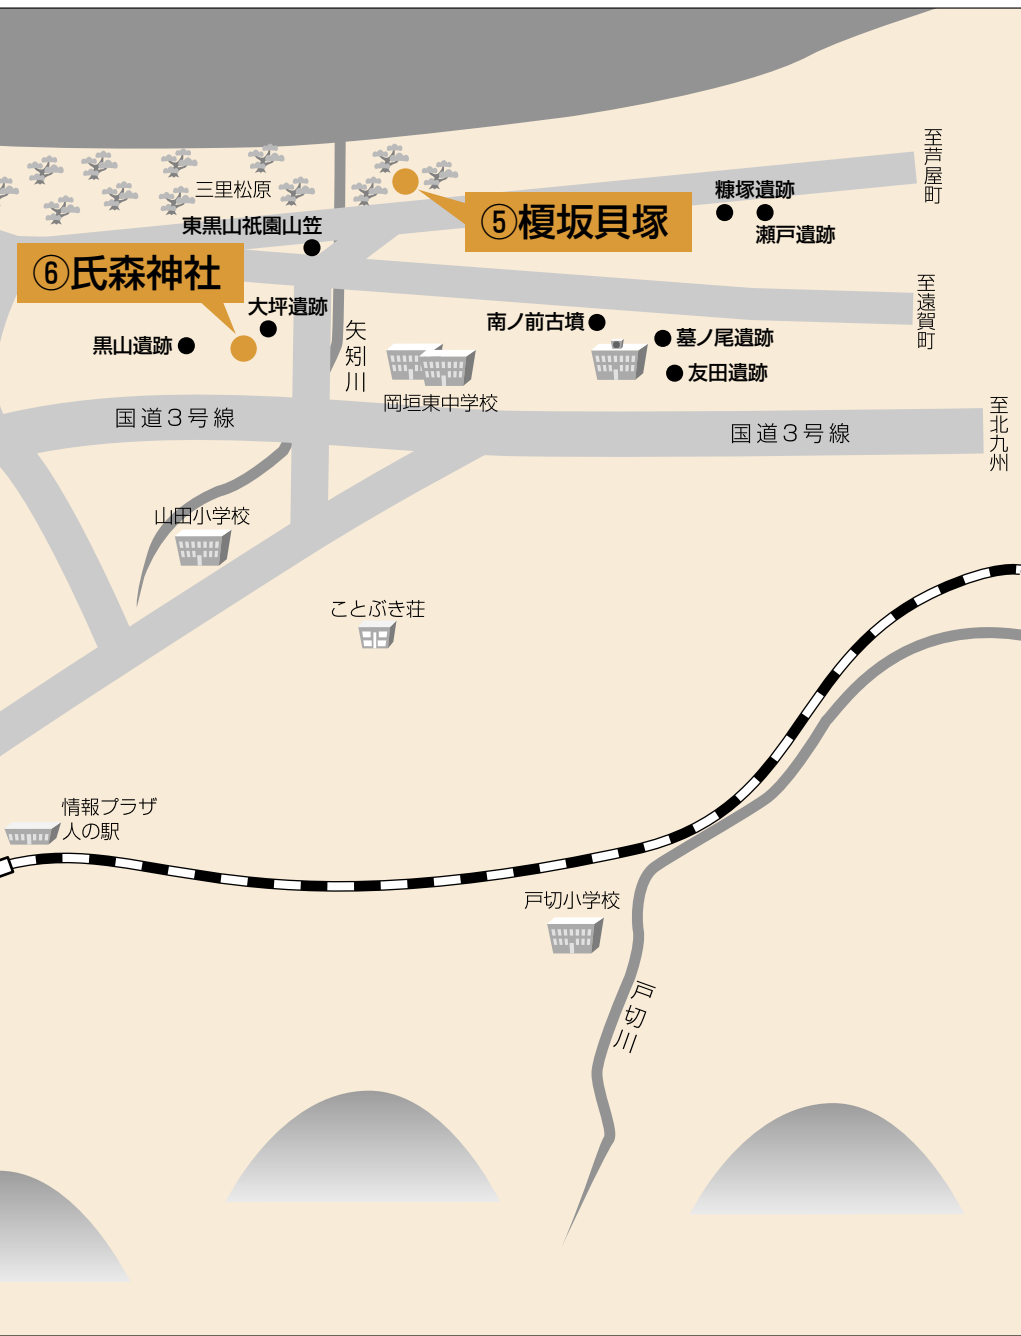 至芦屋町
三里松原
糠塚遺跡
瀬戸遺跡
⑤榎坂貝塚
東黒山祇園山笠
⑥氏森神社
大坪遺跡
黒山遺跡
矢矧川
南ノ前古墳
墓ノ尾遺跡
友田遺跡
至遠賀町
岡垣東中学校
国道3号線
国道3号線
至北九州
山田小学校
ことぶき荘
情報プラザ
人の駅
戸切小学校
戸切川